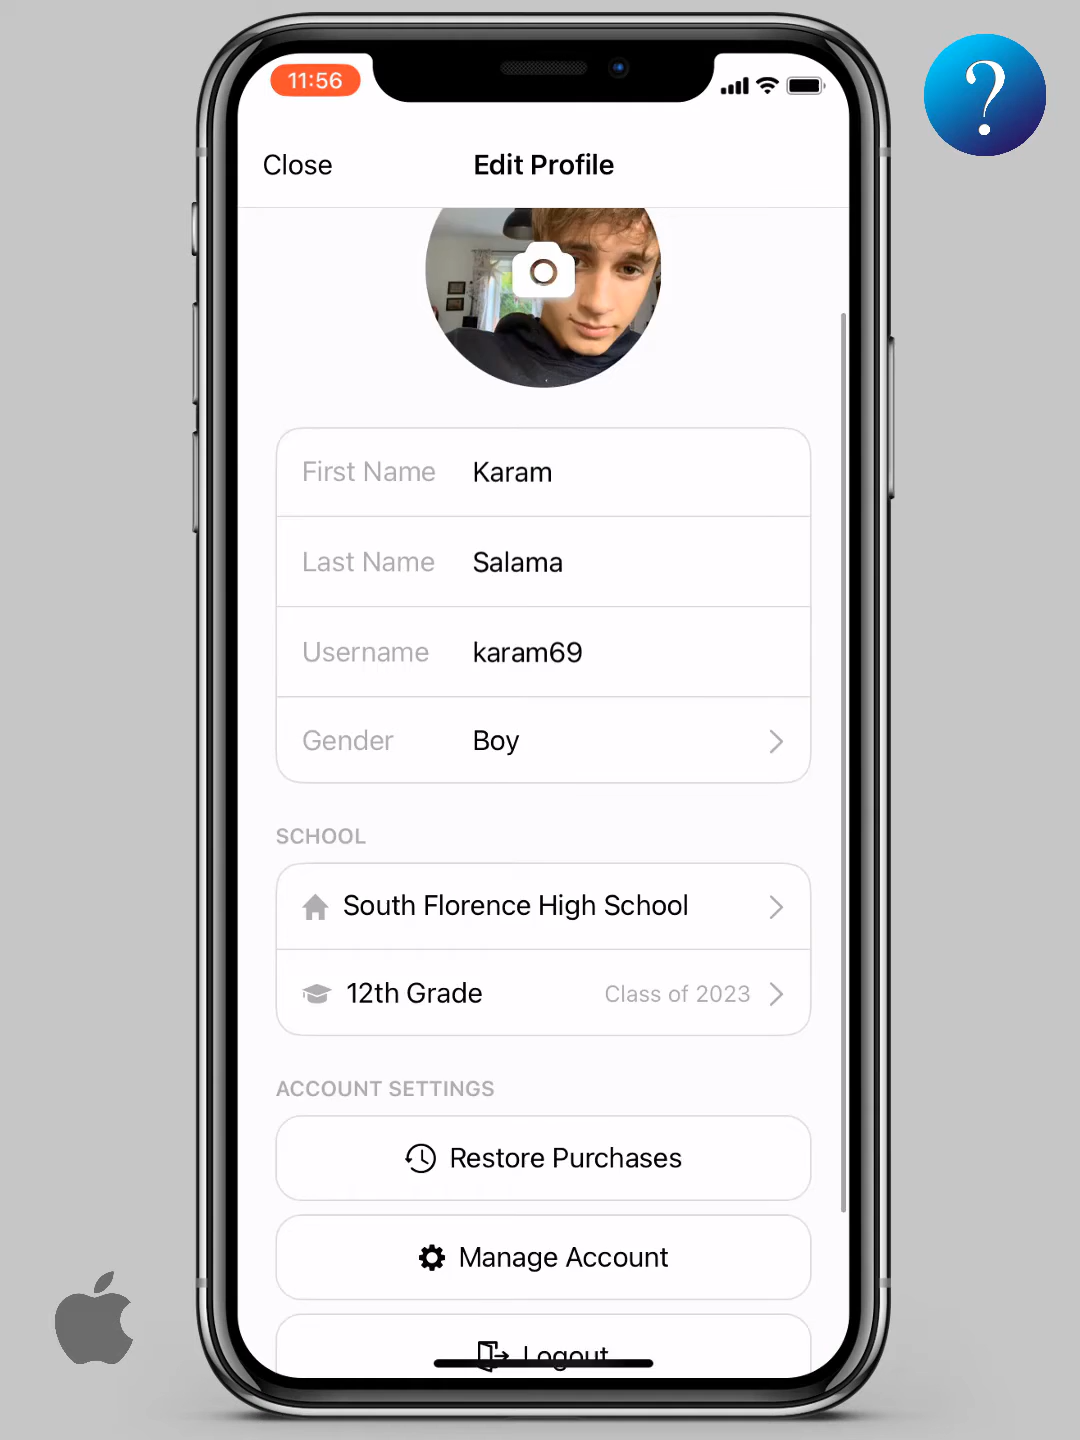 11:56
?
Close
Edit Profile
First Name Karam
Last Name Salama
Username karam69
Gender Boy
SCHOOL
South Florence High School
12th Grade Class of 2023
ACCOUNT SETTINGS
Restore Purchases
Manage Account
Logout